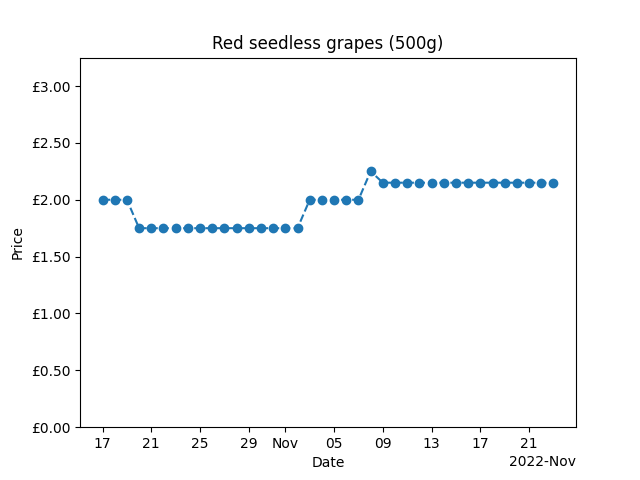 Red seedless grapes (500g)
£3.00
£2.50
£2.00
£1.50
£1.00
£0.50
£0.00
Price
17 21 25 29 Nov 05 09 13 17 21
Date
2022-Nov